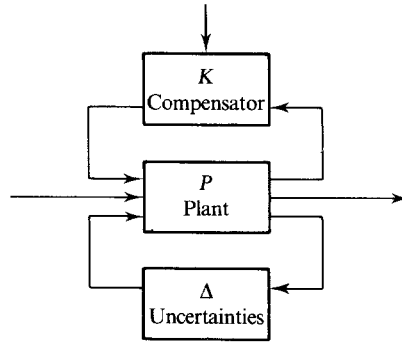 K
Compensator
P
Plant
Δ
Uncertainties